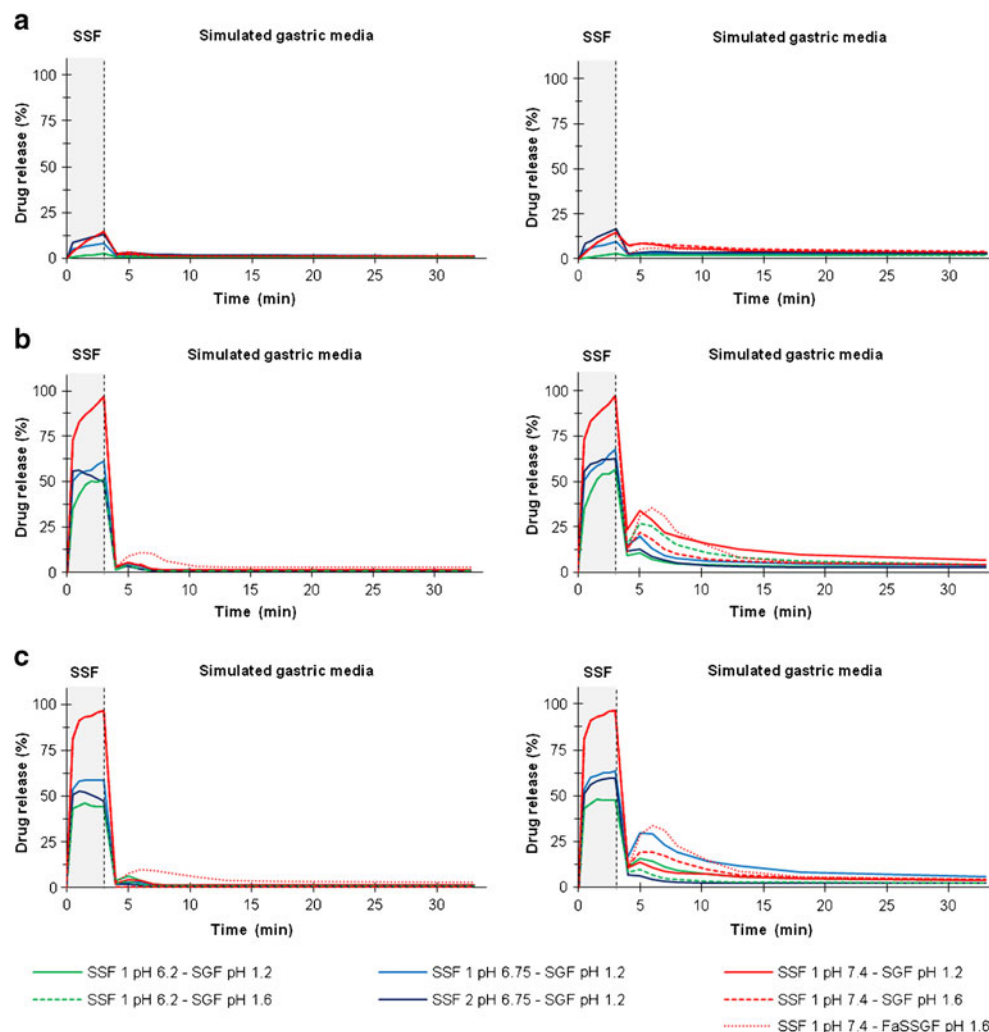 a
SSF Simulated gastric media
Drug release (%)
100
75
50
25
0
0 5 10 15 20 25 30
Time (min)
SSF Simulated gastric media
Drug release (%)
100
75
50
25
0
0 5 10 15 20 25 30
Time (min)
b
SSF Simulated gastric media
Drug release (%)
100
75
50
25
0
0 5 10 15 20 25 30
Time (min)
SSF Simulated gastric media
Drug release (%)
100
75
50
25
0
0 5 10 15 20 25 30
Time (min)
c
SSF Simulated gastric media
Drug release (%)
100
75
50
25
0
0 5 10 15 20 25 30
Time (min)
SSF Simulated gastric media
Drug release (%)
100
75
50
25
0
0 5 10 15 20 25 30
Time (min)
SSF 1 pH 6.2 - SGF pH 1.2
SSF 1 pH 6.2 - SGF pH 1.6
SSF 1 pH 6.75 - SGF pH 1.2
SSF 2 pH 6.75 - SGF pH 1.2
SSF 1 pH 7.4 - SGF pH 1.2
SSF 1 pH 7.4 - SGF pH 1.6
SSF 1 pH 7.4 - FaSSGF pH 1.6